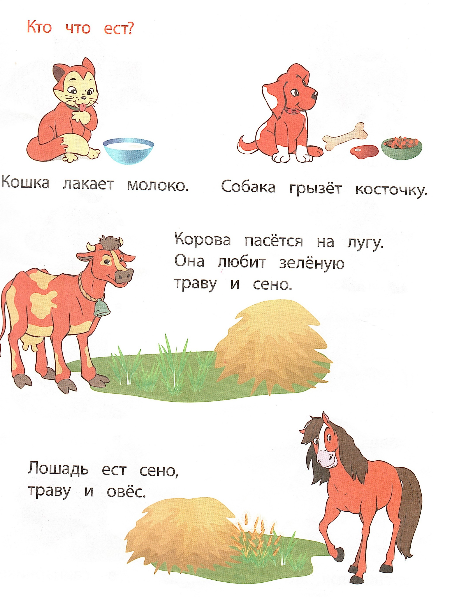 Кто что ест?
Кошка лакает молоко.
Собака грызёт косточку.
Корова пасётся на лугу.
Она любит зелёную
траву и сено.
Лошадь ест сено,
траву и овёс.